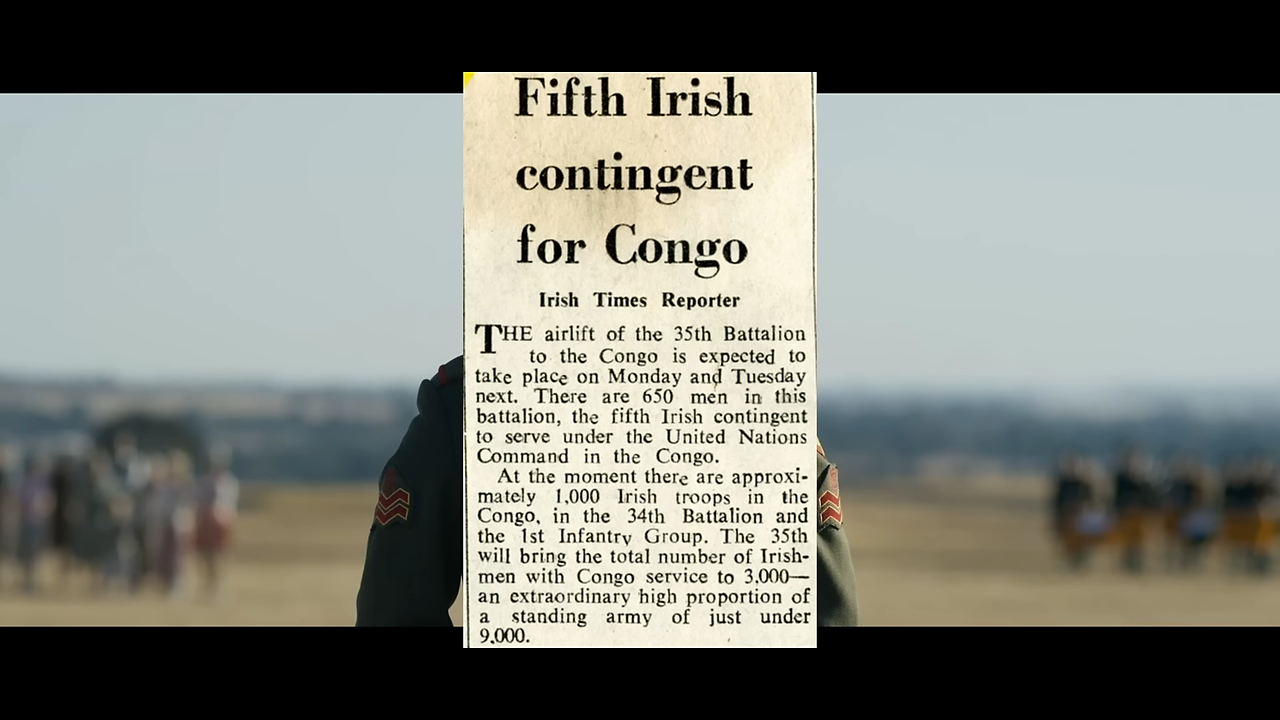 Fifth Irish
contingent
for Congo
Irish Times Reporter
THE airlift of the 35th Battalion
to the Congo is expected to
take place on Monday and Tuesday
next. There are 650 men in this
battalion, the fifth Irish contingent
to serve under the United Nations
Command in the Congo.
At the moment there are approxi-
mately 1,000 Irish troops in the
Congo, in the 34th Battalion and
the 1st Infantry Group. The 35th
will bring the total number of Irish-
men with Congo service to 3,000—
an extraordinary high proportion of
a standing army of just under
9,000.